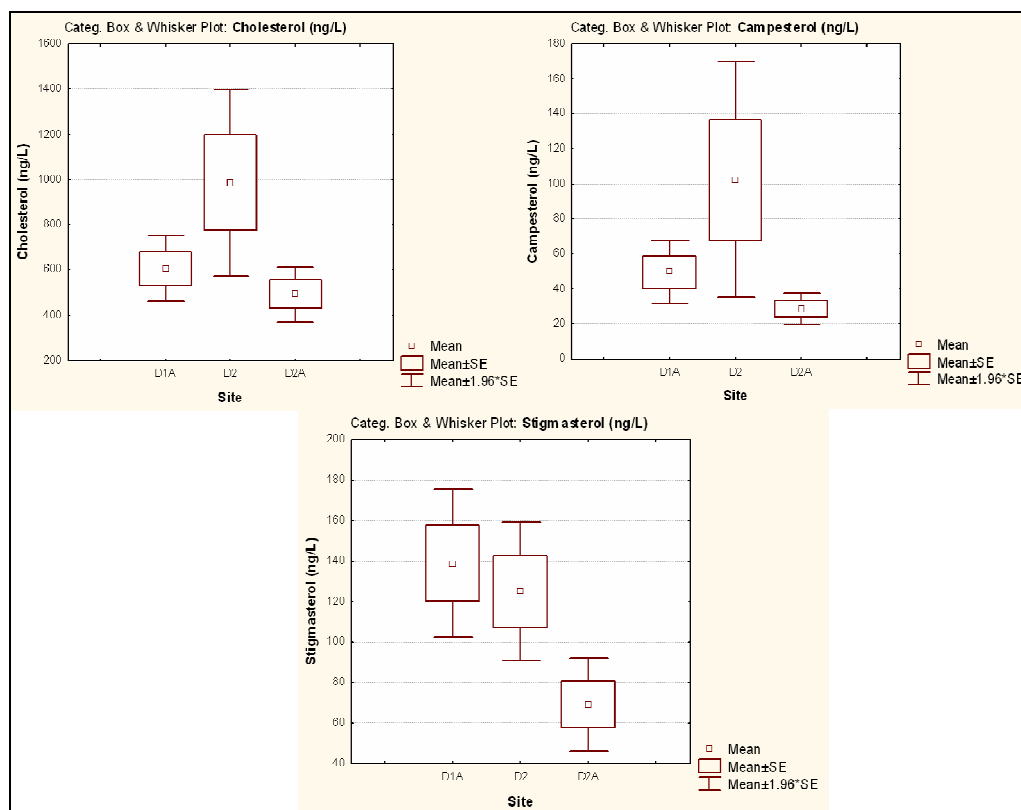 Categ. Box & Whisker Plot: Cholesterol (ng/L)
1600
1400
1200
1000
800
600
400
200
Cholesterol (ng/L)
D1A D2 D2A
Site
Mean
Mean±SE
Mean±1.96*SE
Categ. Box & Whisker Plot: Campesterol (ng/L)
180
160
140
120
100
80
60
40
20
0
Campesterol (ng/L)
D1A D2 D2A
Site
Mean
Mean±SE
Mean±1.96*SE
Categ. Box & Whisker Plot: Stigmasterol (ng/L)
200
180
160
140
120
100
80
60
40
Stigmasterol (ng/L)
D1A D2 D2A
Site
Mean
Mean±SE
Mean±1.96*SE